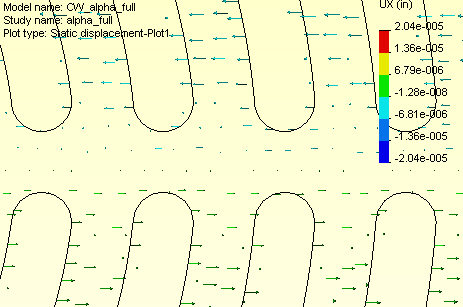 Model name: CW_alpha_full
Study name: alpha_full
Plot type: Static displacement-Plot1
UX (in)
2.04e-005
1.36e-005
6.79e-006
-1.28e-008
-6.81e-006
-1.36e-005
-2.04e-005